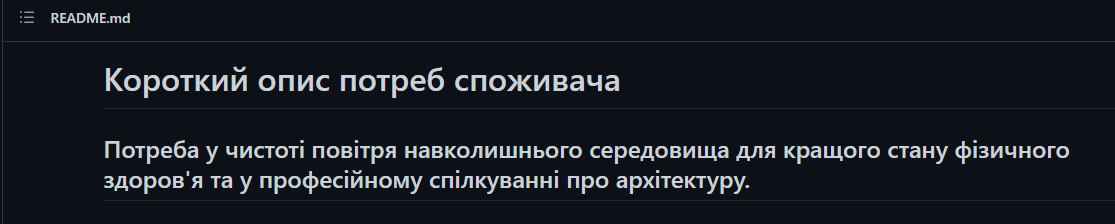 README.md
Короткий опис потреб споживача
Потреба у чистоті повітря навколишнього середовища для кращого стану фізичного
здоров'я та у професійному спілкуванні про архітектуру.